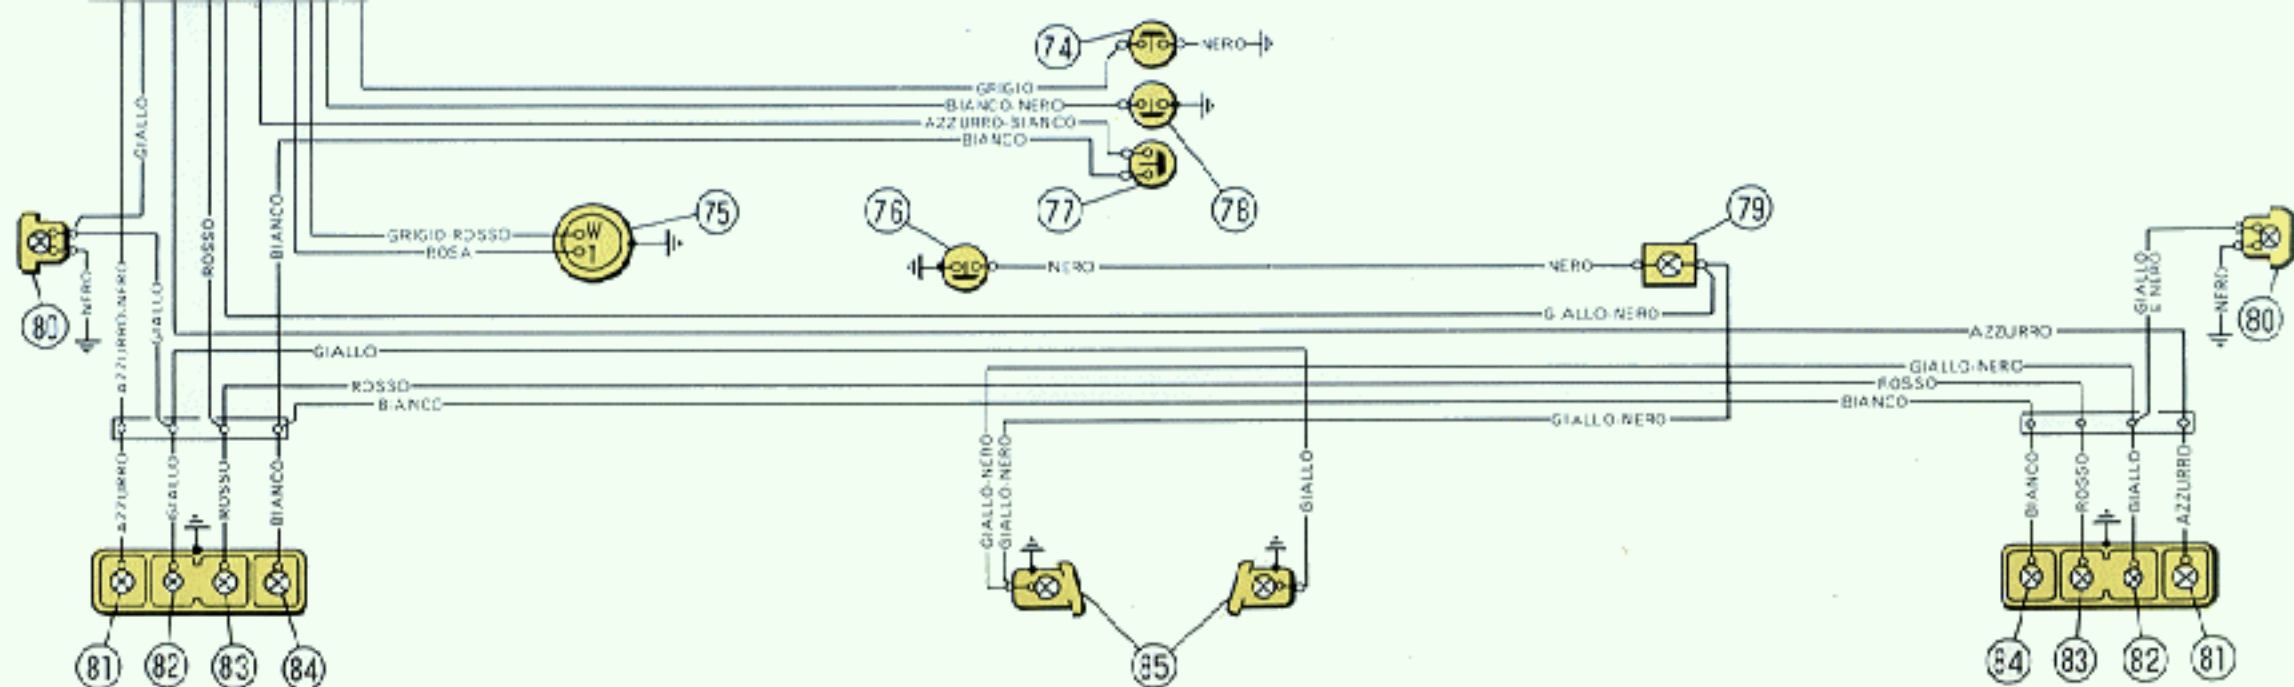 74
NERO
GRIGIO
BIANCO-NERO
AZZURRO-BIANCO
BIANCO
GIALLO
75
76
77
78
79
ROSSO
BIANCO
GRIGIO ROSSO
W
ROSA
T
NERO
NERO
80
NERO
AZZURRO-NERO
GIALLO
GIALLO
E NERO
NERO
80
GIALLO-NERO
AZZURRO
GIALLO
GIALLO-NERO
ROSSO
ROSSO
BIANCO
BIANCO
GIALLO-NERO
AZZURRO
GIALLO
ROSSO
BIANCO
GIALLO-NERO
GIALLO-NERO
GIALLO
BIANCO
ROSSO
GIALLO
AZZURRO
81
82
83
84
85
84
83
82
81